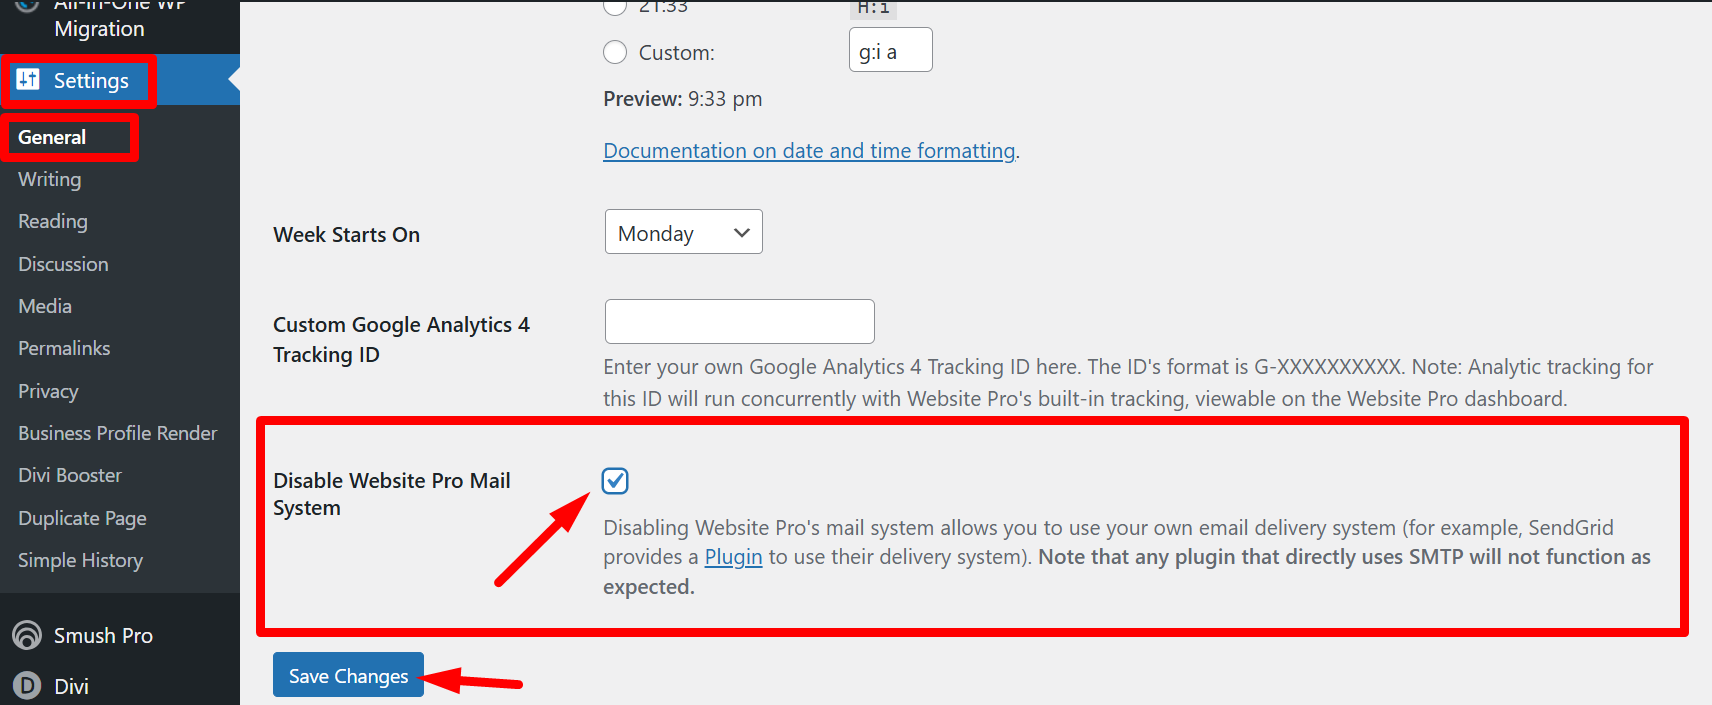 All-in-One WP
Migration
Settings
General
Writing
Reading
Discussion
Media
Permalinks
Privacy
Business Profile Render
Divi Booster
Duplicate Page
Simple History
Smush Pro
D Divi
21:33 H:i
Custom: g:i a
Preview: 9:33 pm
Documentation on date and time formatting.
Week Starts On Monday
Custom Google Analytics 4
Tracking ID
Enter your own Google Analytics 4 Tracking ID here. The ID's format is G-XXXXXXXXXX. Note: Analytic tracking for
this ID will run concurrently with Website Pro's built-in tracking, viewable on the Website Pro dashboard.
Disable Website Pro Mail
System
Disabling Website Pro's mail system allows you to use your own email delivery system (for example, SendGrid
provides a Plugin to use their delivery system). Note that any plugin that directly uses SMTP will not function as
expected.
Save Changes